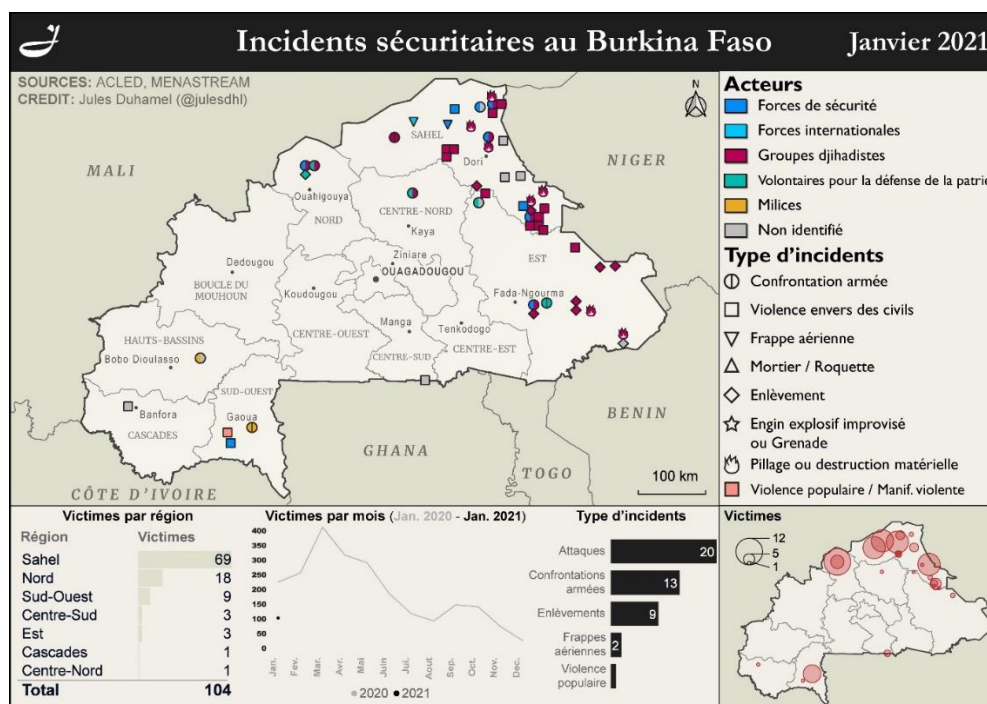 Incidents sécuritaires au Burkina Faso
Janvier 2021
SOURCES: ACLED, MENASTREAM
CREDIT: Jules Duhamel (@julesdhl)
MALI
NIGER
SAHEL
Dori
Ouahigouya
NORD
CENTRE-NORD
Kaya
Ziniare
OUAGADOUGOU
EST
Dedougou
BOUCLE DU
MOUHOUN
Koudougou
Fada-Ngourma
Manga
Tenkodogo
CENTRE-OUEST
CENTRE-EST
CENTRE-SUD
HAUTS-BASSINS
Bobo Dioulasso
SUD-OUEST
Gaoua
Banfora
CASCADES
BENIN
GHANA
TOGO
CÔTE D'IVOIRE
100 km
Acteurs
Forces de sécurité
Forces internationales
Groupes djihadistes
Volontaires pour la défense de la patrie
Milices
Non identifié
Type d'incidents
Confrontation armée
Violence envers des civils
Frappe aérienne
Mortier / Roquette
Enlèvement
Engin explosif improvisé
ou Grenade
Pillage ou destruction matérielle
Violence populaire / Manif. violente
Victimes par région
Région Victimes
Sahel 69
Nord 18
Sud-Ouest 9
Centre-Sud 3
Est 3
Cascades 1
Centre-Nord 1
Total 104
Victimes par mois (Jan. 2020 - Jan. 2021)
400
350
300
250
200
150
100
50
0
Jan.
Fev.
Mar.
Avr.
Mai
Juin
Jui.
Aout
Sep.
Oct.
Nov.
Dec.
2020 2021
Type d'incidents
Attaques 20
Confrontations
armées 13
Enlèvements 9
Frappes
aériennes 2
Violence
populaire
Victimes
12
5
1